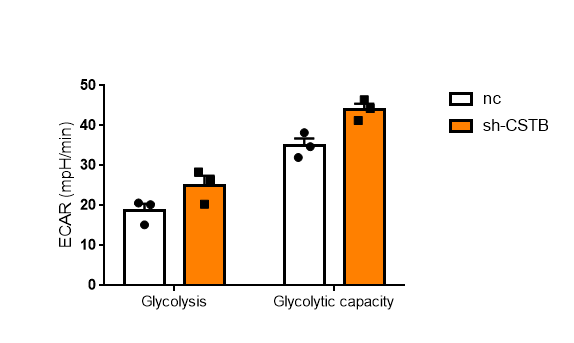 50
40
30
20
10
0
ECAR (mpH/min)
Glycolysis
Glycolytic capacity
nc
sh-CSTB